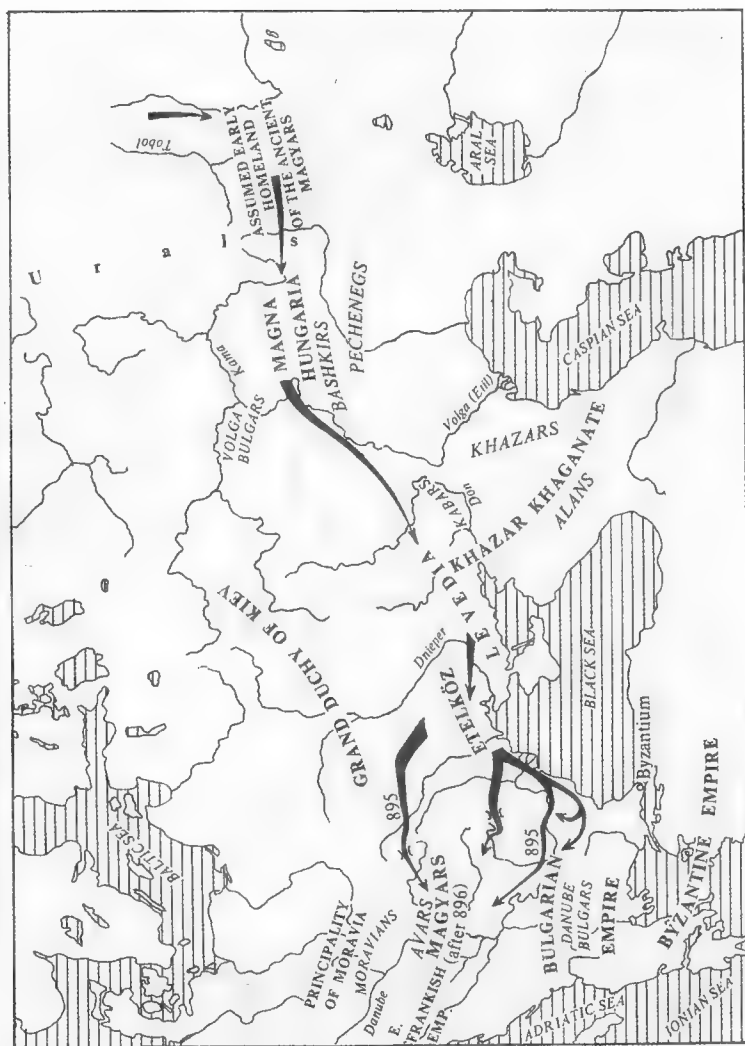 Tobol
ASSUMED EARLY
HOMELAND
OF THE ANCIENT
MAGYARS
Urals
ARAL
SEA
MAGNA
HUNGARIA
BASHKIRS
PECHENEGS
Kama
VOLGA
BULGARS
CASPIAN SEA
Volga (Etil)
KHAZARS
KHAZAR KHAGANATE
ALANS
KABARS
Don
LEVEDIA
GRAND DUCHY OF KIEV
Dnieper
ETELKÖZ
BLACK SEA
Byzantium
895
895
BALTIC SEA
PRINCIPALITY
OF MORAVIA
MORAVIANS
AVARS
MAGYARS
(after 896)
Danube
E.
FRANKISH
EMP.
BULGARIAN
DANUBE
BULGARS
EMPIRE
BYZANTINE EMPIRE
ADRIATIC SEA
IONIAN SEA